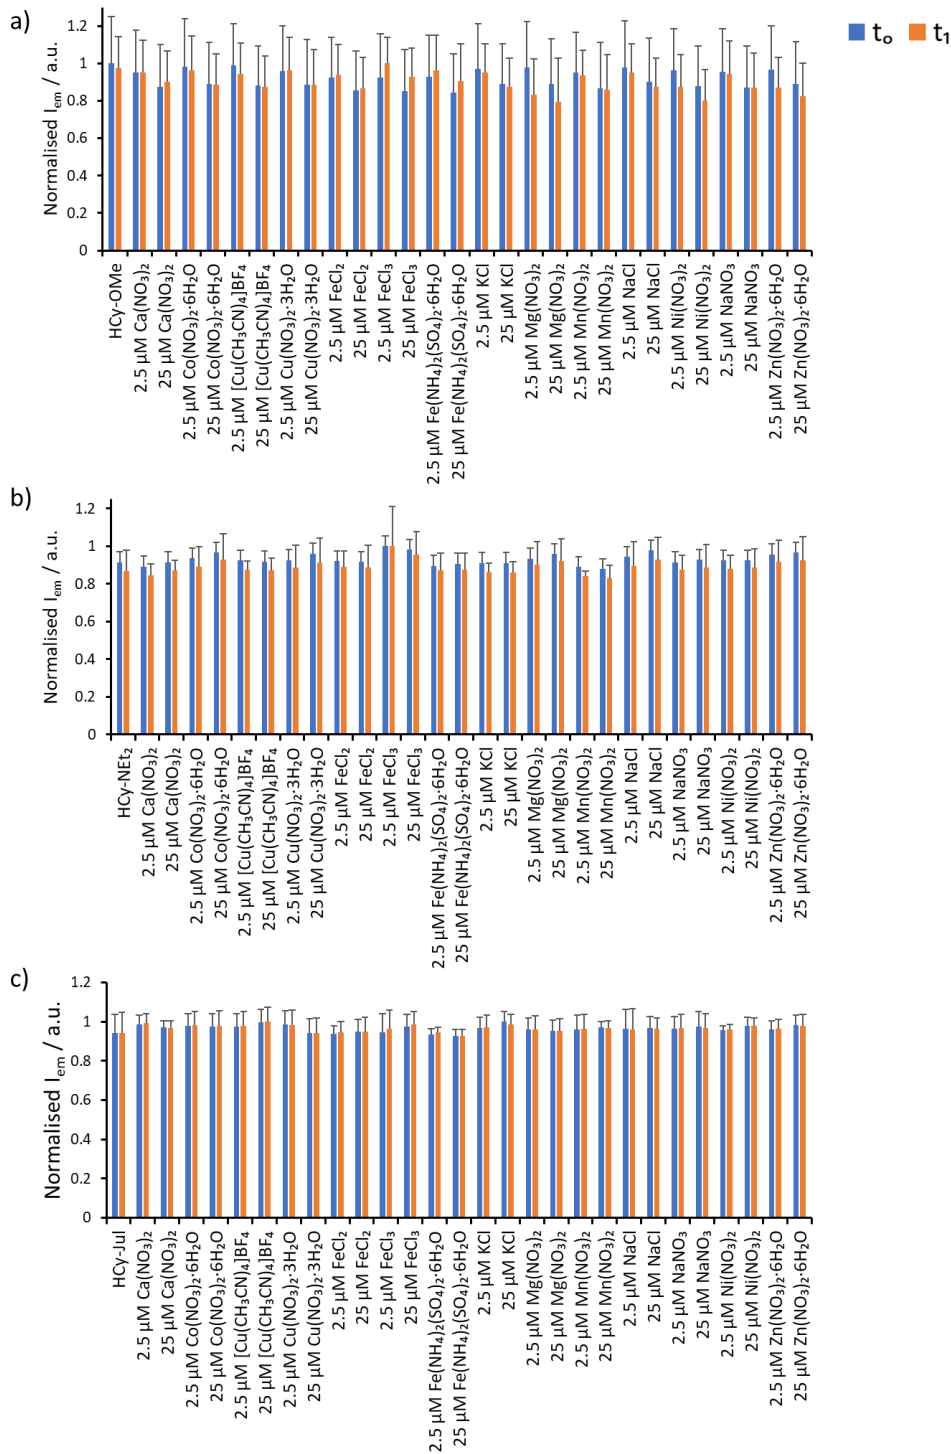 a)
Normalised Iₑₘ / a.u.
1.2
1
0.8
0.6
0.4
0.2
0
t₀
t₁
HCy-OMe
2.5 µM Ca(NO₃)₂
25 µM Ca(NO₃)₂
2.5 µM Co(NO₃)₂·6H₂O
25 µM Co(NO₃)₂·6H₂O
2.5 µM [Cu(CH₃CN)₄]BF₄
25 µM [Cu(CH₃CN)₄]BF₄
2.5 µM Cu(NO₃)₂·3H₂O
25 µM Cu(NO₃)₂·3H₂O
2.5 µM FeCl₂
25 µM FeCl₂
2.5 µM FeCl₃
25 µM FeCl₃
2.5 µM Fe(NH₄)₂(SO₄)₂·6H₂O
25 µM Fe(NH₄)₂(SO₄)₂·6H₂O
2.5 µM KCl
25 µM KCl
2.5 µM Mg(NO₃)₂
25 µM Mg(NO₃)₂
2.5 µM Mn(NO₃)₂
25 µM Mn(NO₃)₂
2.5 µM NaCl
25 µM NaCl
2.5 µM Ni(NO₃)₂
25 µM Ni(NO₃)₂
2.5 µM NaNO₃
25 µM NaNO₃
2.5 µM Zn(NO₃)₂·6H₂O
25 µM Zn(NO₃)₂·6H₂O
b)
Normalised Iₑₘ / a.u.
1.2
1
0.8
0.6
0.4
0.2
0
HCy-NEt₂
2.5 µM Ca(NO₃)₂
25 µM Ca(NO₃)₂
2.5 µM Co(NO₃)₂·6H₂O
25 µM Co(NO₃)₂·6H₂O
2.5 µM [Cu(CH₃CN)₄]BF₄
25 µM [Cu(CH₃CN)₄]BF₄
2.5 µM Cu(NO₃)₂·3H₂O
25 µM Cu(NO₃)₂·3H₂O
2.5 µM FeCl₂
25 µM FeCl₂
2.5 µM FeCl₃
25 µM FeCl₃
2.5 µM Fe(NH₄)₂(SO₄)₂·6H₂O
25 µM Fe(NH₄)₂(SO₄)₂·6H₂O
2.5 µM KCl
25 µM KCl
2.5 µM Mg(NO₃)₂
25 µM Mg(NO₃)₂
2.5 µM Mn(NO₃)₂
25 µM Mn(NO₃)₂
2.5 µM NaCl
25 µM NaCl
2.5 µM NaNO₃
25 µM NaNO₃
2.5 µM Ni(NO₃)₂
25 µM Ni(NO₃)₂
2.5 µM Zn(NO₃)₂·6H₂O
25 µM Zn(NO₃)₂·6H₂O
c)
Normalised Iₑₘ / a.u.
1.2
1
0.8
0.6
0.4
0.2
0
HCy-Jul
2.5 µM Ca(NO₃)₂
25 µM Ca(NO₃)₂
2.5 µM Co(NO₃)₂·6H₂O
25 µM Co(NO₃)₂·6H₂O
2.5 µM [Cu(CH₃CN)₄]BF₄
25 µM [Cu(CH₃CN)₄]BF₄
2.5 µM Cu(NO₃)₂·3H₂O
25 µM Cu(NO₃)₂·3H₂O
2.5 µM FeCl₂
25 µM FeCl₂
2.5 µM FeCl₃
25 µM FeCl₃
2.5 µM Fe(NH₄)₂(SO₄)₂·6H₂O
25 µM Fe(NH₄)₂(SO₄)₂·6H₂O
2.5 µM KCl
25 µM KCl
2.5 µM Mg(NO₃)₂
25 µM Mg(NO₃)₂
2.5 µM Mn(NO₃)₂
25 µM Mn(NO₃)₂
2.5 µM NaCl
25 µM NaCl
2.5 µM NaNO₃
25 µM NaNO₃
2.5 µM Ni(NO₃)₂
25 µM Ni(NO₃)₂
2.5 µM Zn(NO₃)₂·6H₂O
25 µM Zn(NO₃)₂·6H₂O